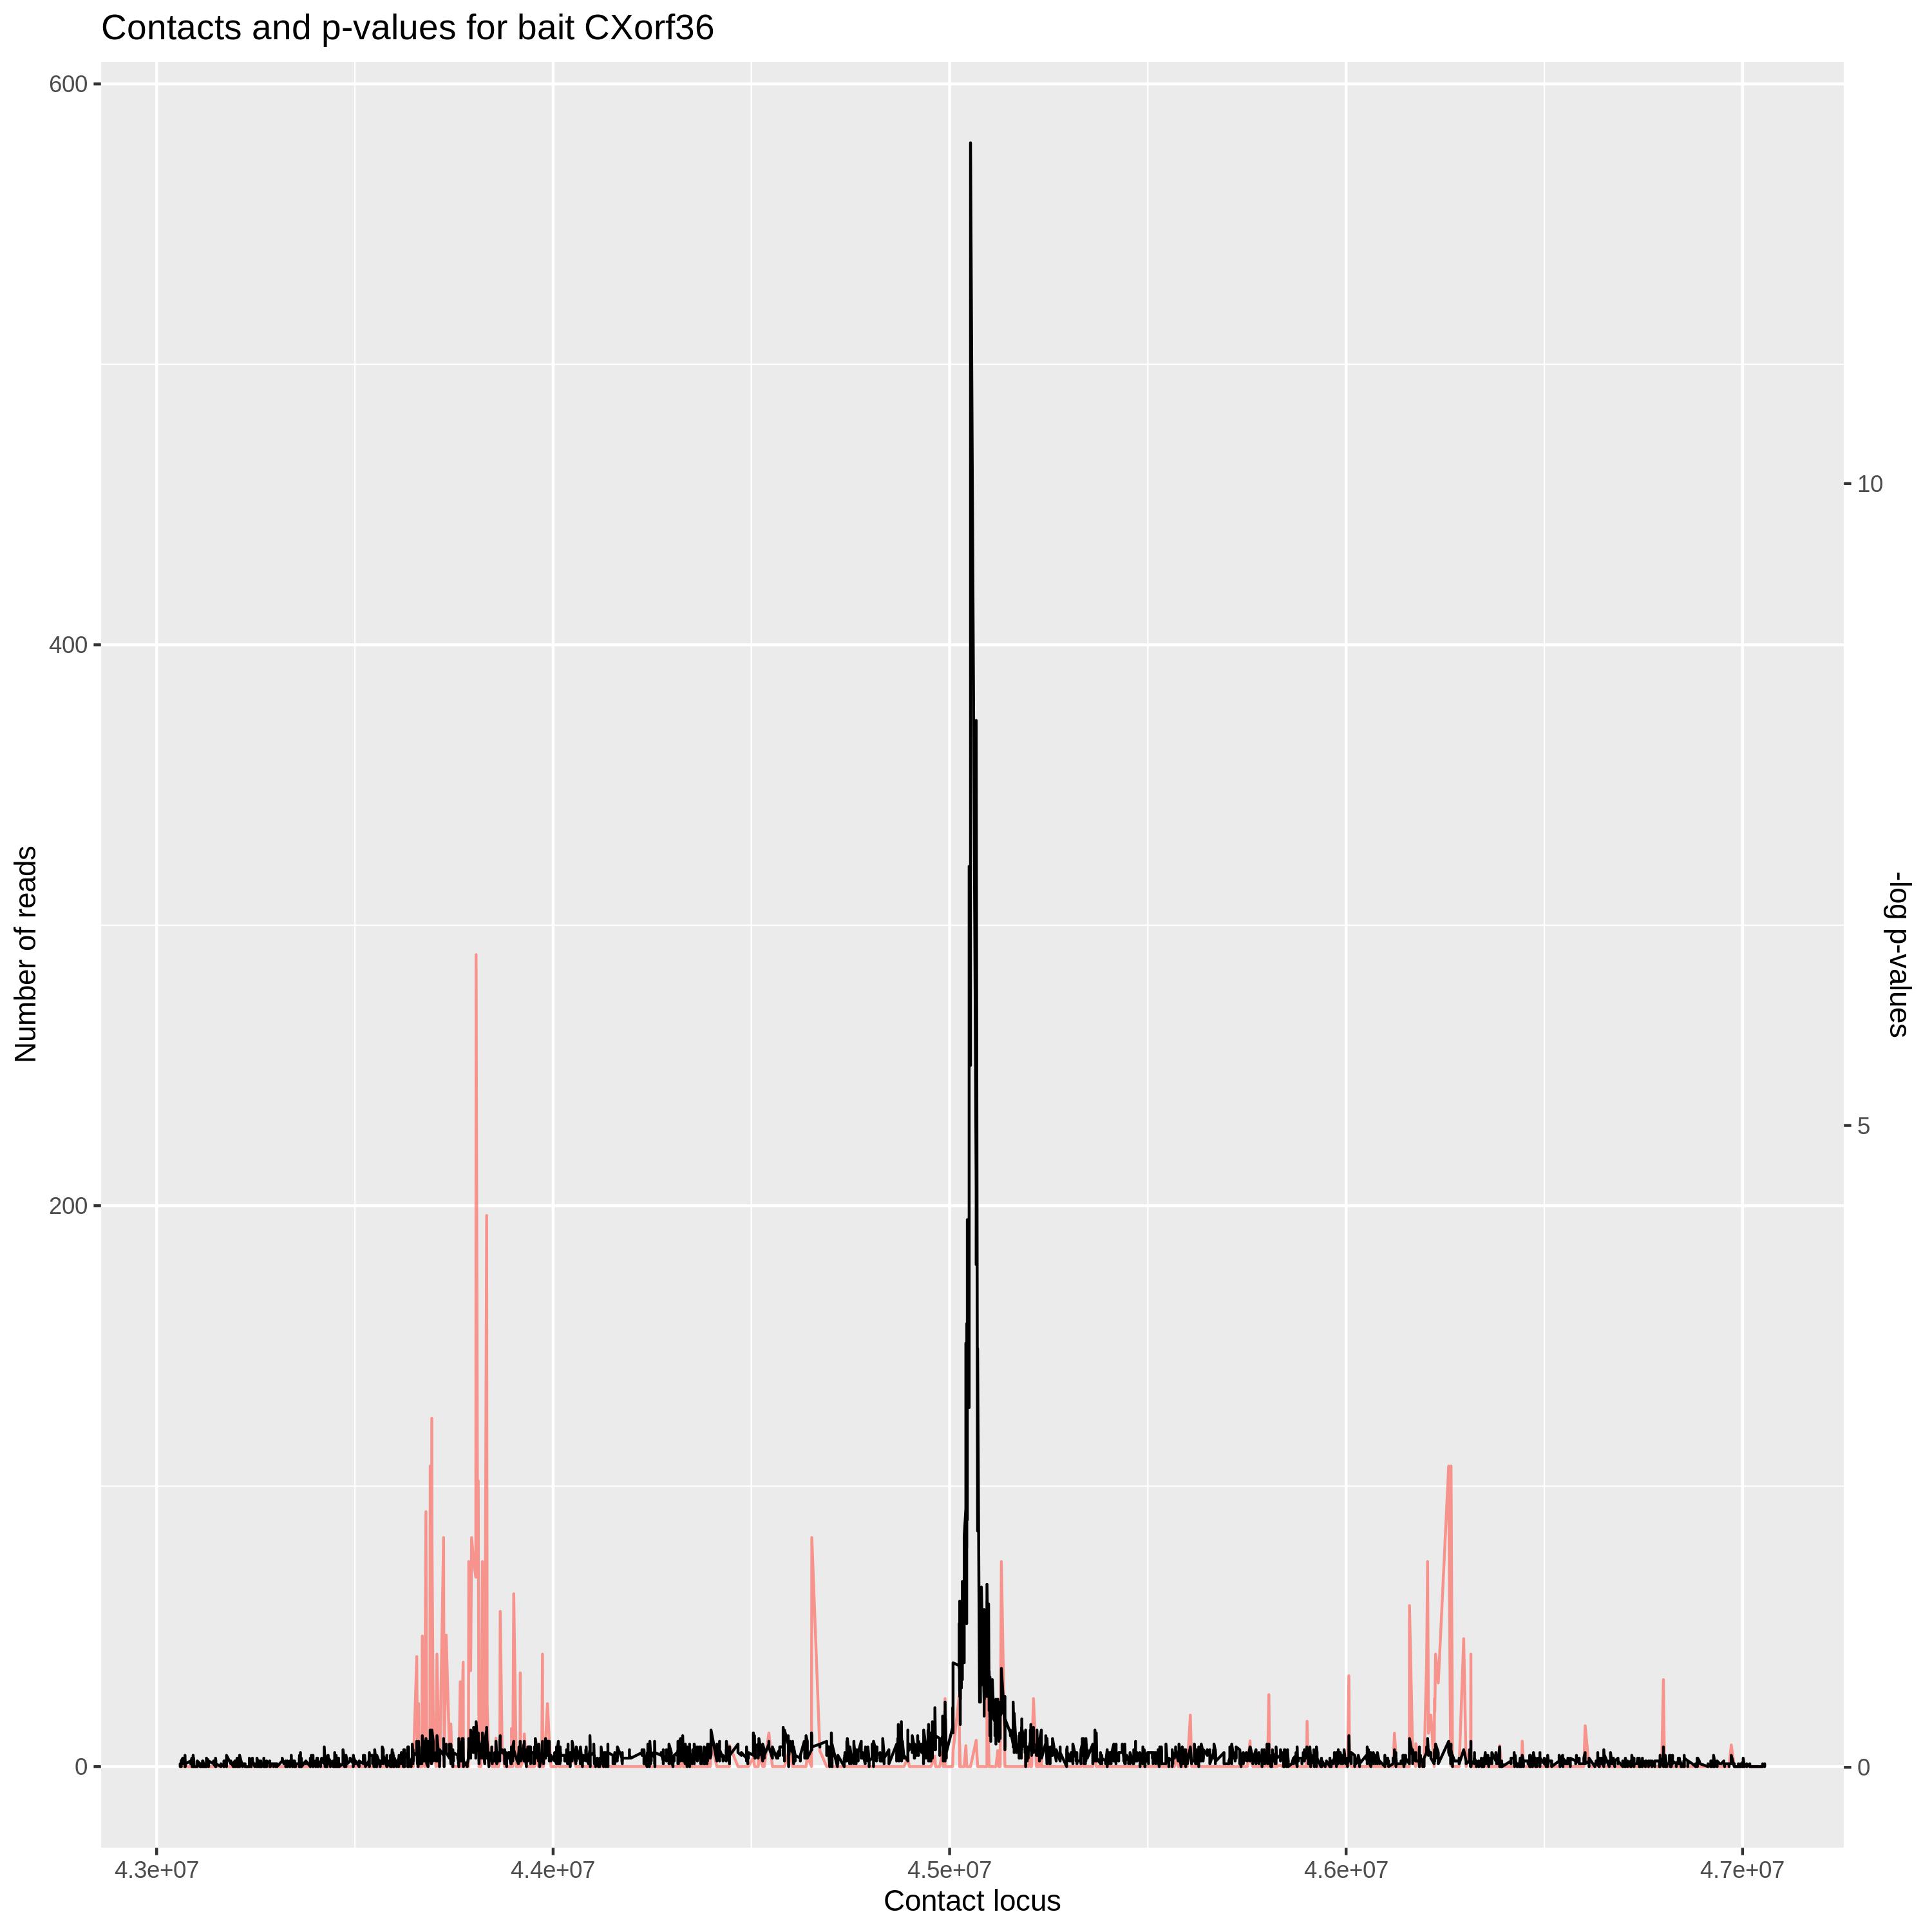 Contacts and p-values for bait CXorf36
600
400
200
0
Number of reads
10
5
0
-log p-values
4.3e+07
4.4e+07
4.5e+07
4.6e+07
4.7e+07
Contact locus